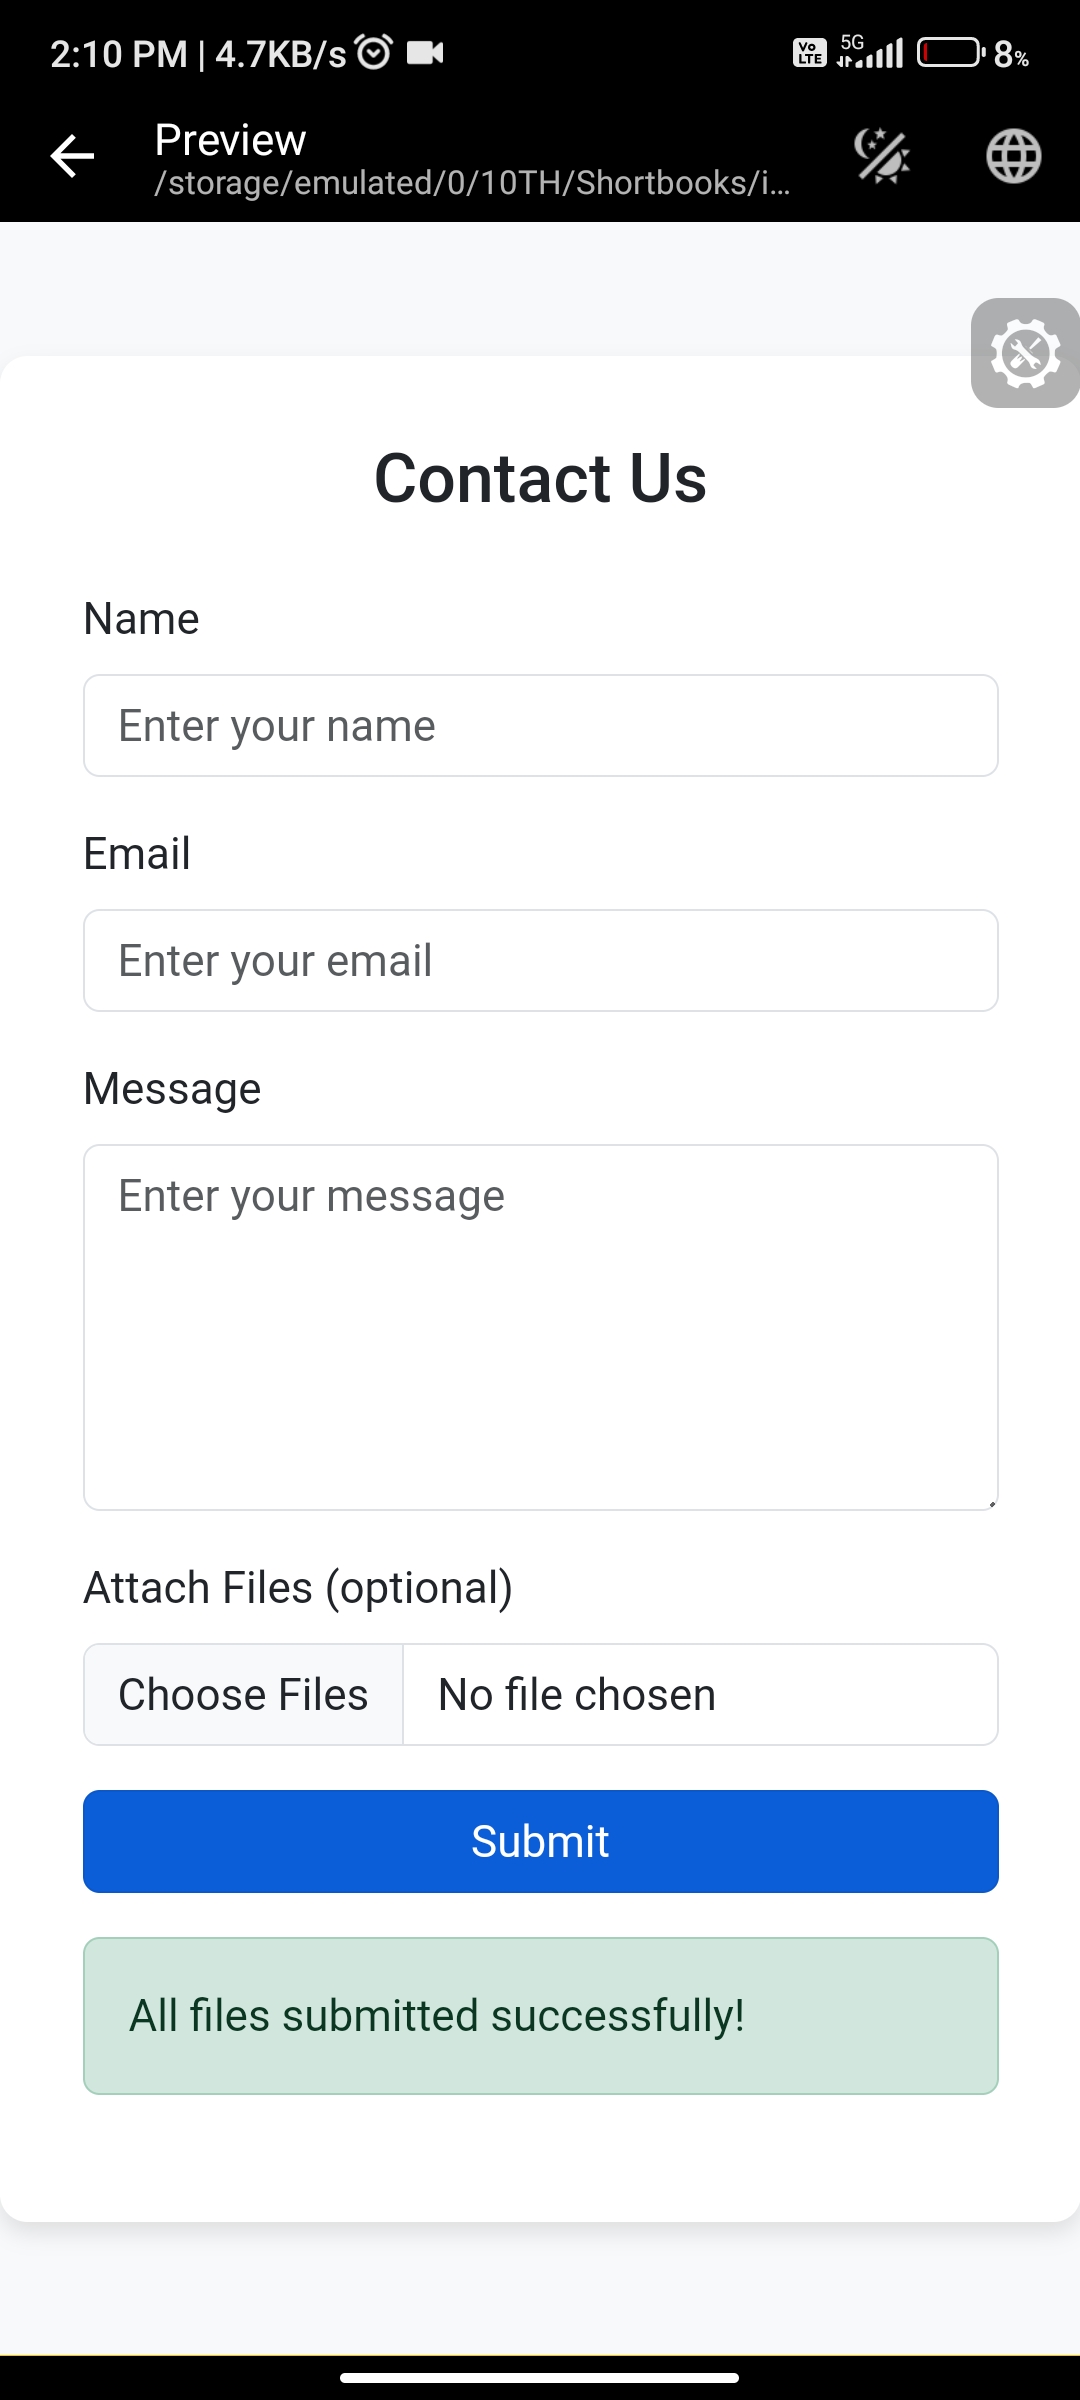 2:10 PM | 4.7KB/s
Vo
LTE
5G
8%
Preview
/storage/emulated/0/10TH/Shortbooks/i...
Contact Us
Name
Enter your name
Email
Enter your email
Message
Enter your message
Attach Files (optional)
Choose Files No file chosen
Submit
All files submitted successfully!